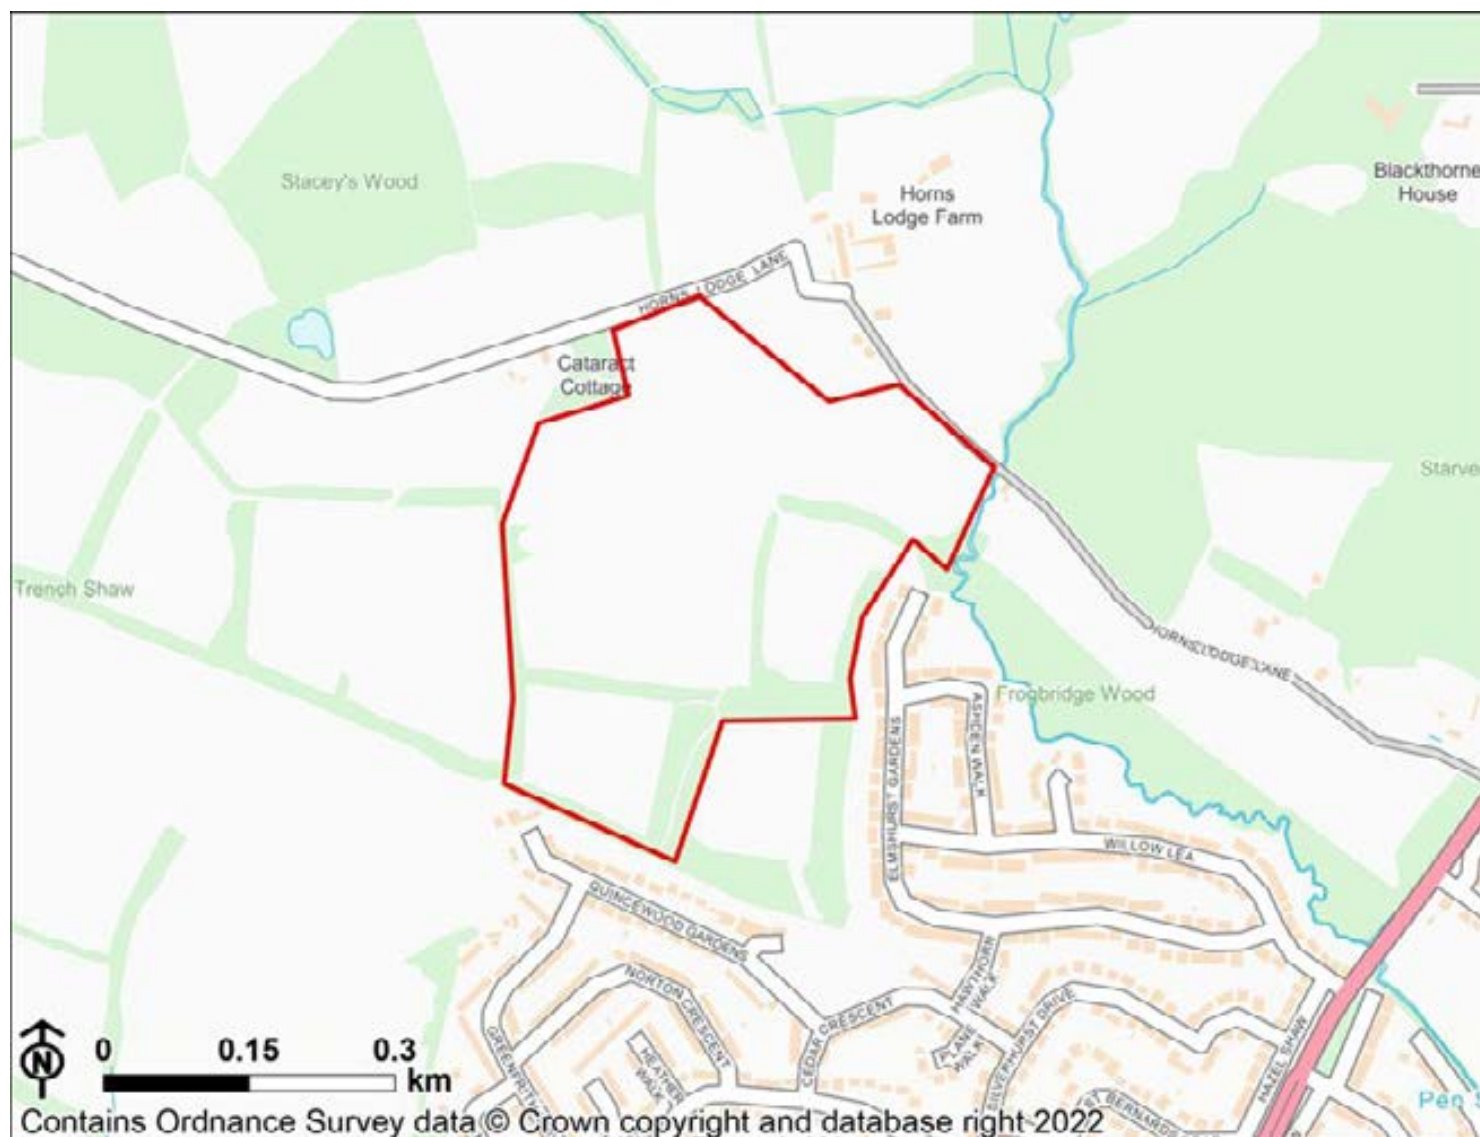 Stacey's Wood
Horns
Lodge Farm
Blackthorne
House
HORNS LODGE LANE
Cataract
Cottage
Starve
Trench Shaw
HORNS LODGE LANE
Frogbridge Wood
ELMSHURST GARDENS
ASHDEN WALK
WILLOW LEA
QUINCEWOOD GARDENS
HAWTHORN
WALK
PLANE
WALK
NORTON CRESCENT
CEDAR CRESCENT
SILVERHURST DRIVE
HAZEL SHAW
HEATHER
WALK
GREENFRITH
ST BERNARDS
Pen S
N
0 0.15 0.3
km
Contains Ordnance Survey data © Crown copyright and database right 2022